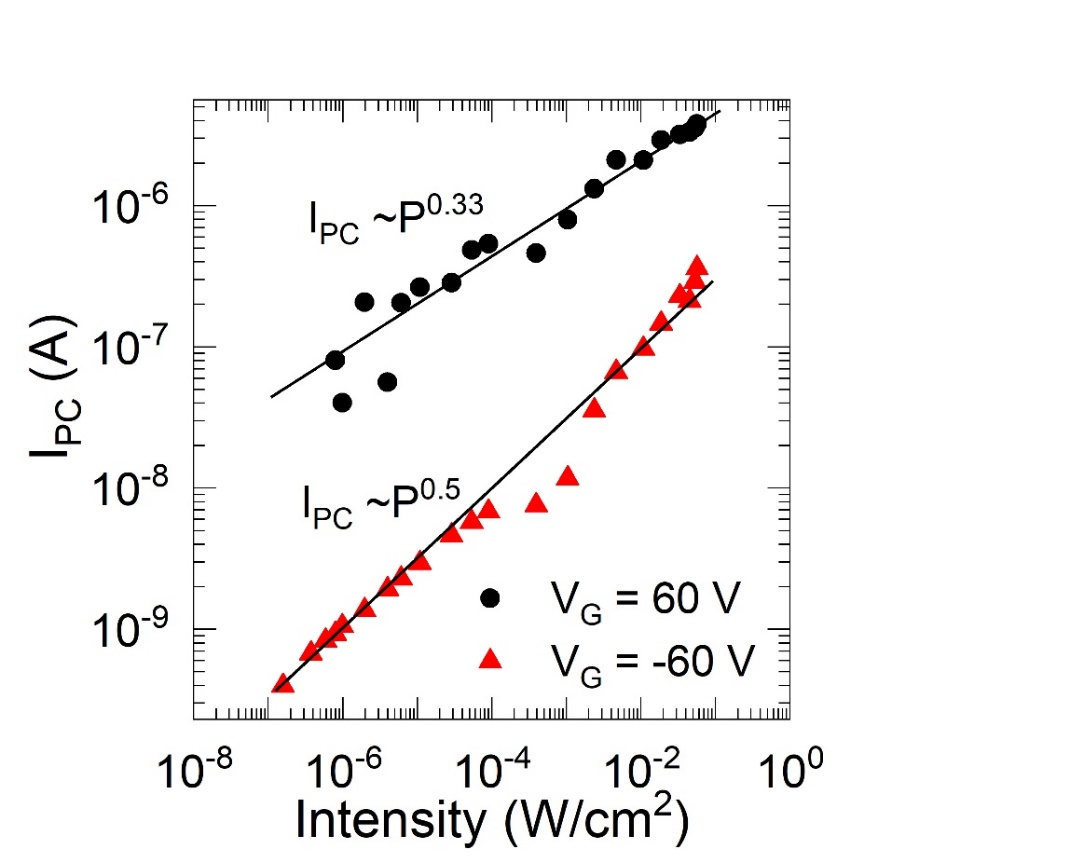 I_PC ~P^0.33
10^-6
10^-7
I_PC (A)
I_PC ~P^0.5
10^-8
10^-9
V_G = 60 V
V_G = -60 V
10^-8 10^-6 10^-4 10^-2 10^0
Intensity (W/cm^2)